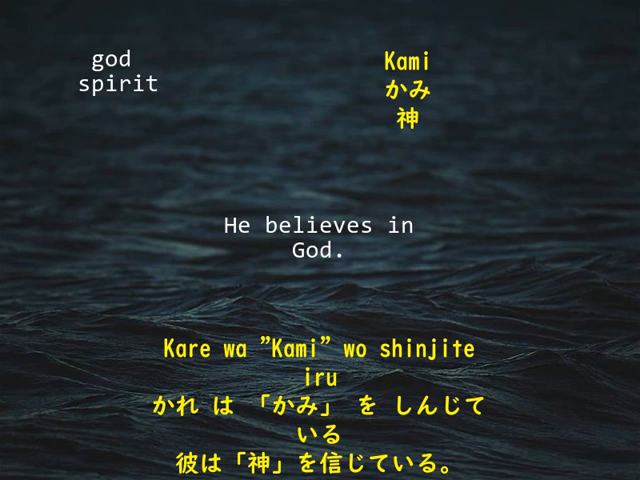 god
spirit
Kami
かみ
神
He believes in
God.
Kare wa ”Kami” wo shinjite
iru
かれ は 「かみ」 を しんじて
いる
彼は「神」を信じている。